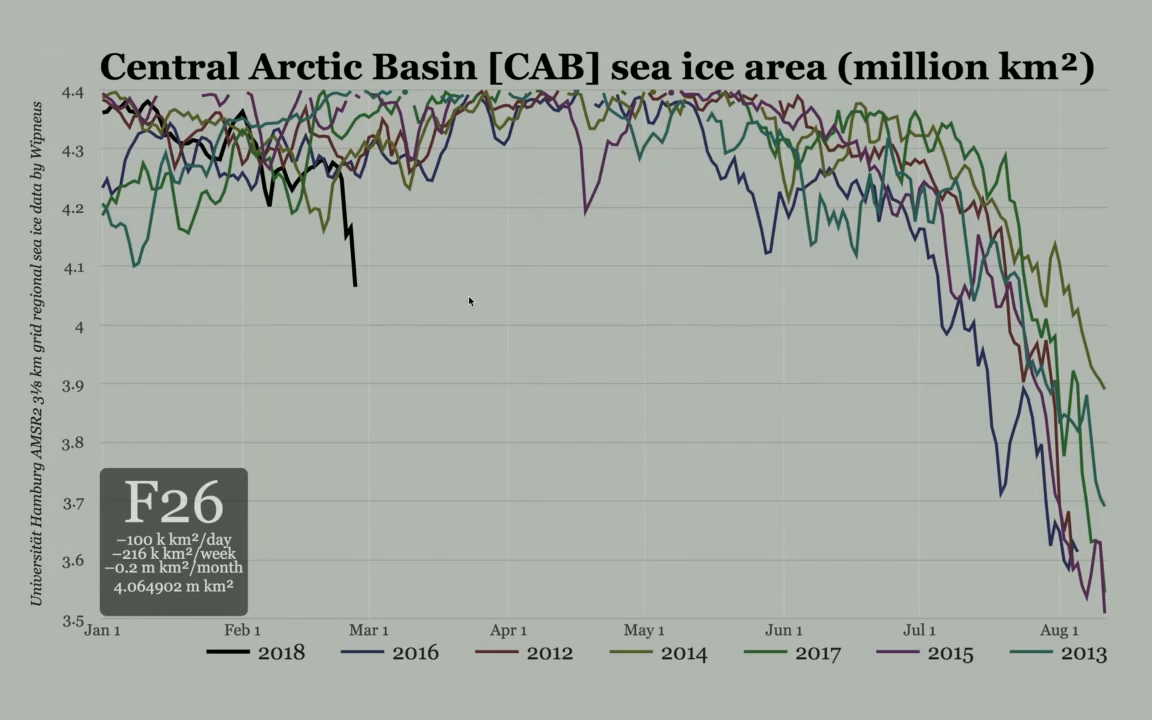 Central Arctic Basin [CAB] sea ice area (million km²)
Universität Hamburg AMSR2 3⅛ km grid regional sea ice data by Wipneus
4.4
4.3
4.2
4.1
4
3.9
3.8
3.7
3.6
3.5
F26
−100 k km²/day
−216 k km²/week
−0.2 m km²/month
4.064902 m km²
Jan 1 Feb 1 Mar 1 Apr 1 May 1 Jun 1 Jul 1 Aug 1
2018 2016 2012 2014 2017 2015 2013